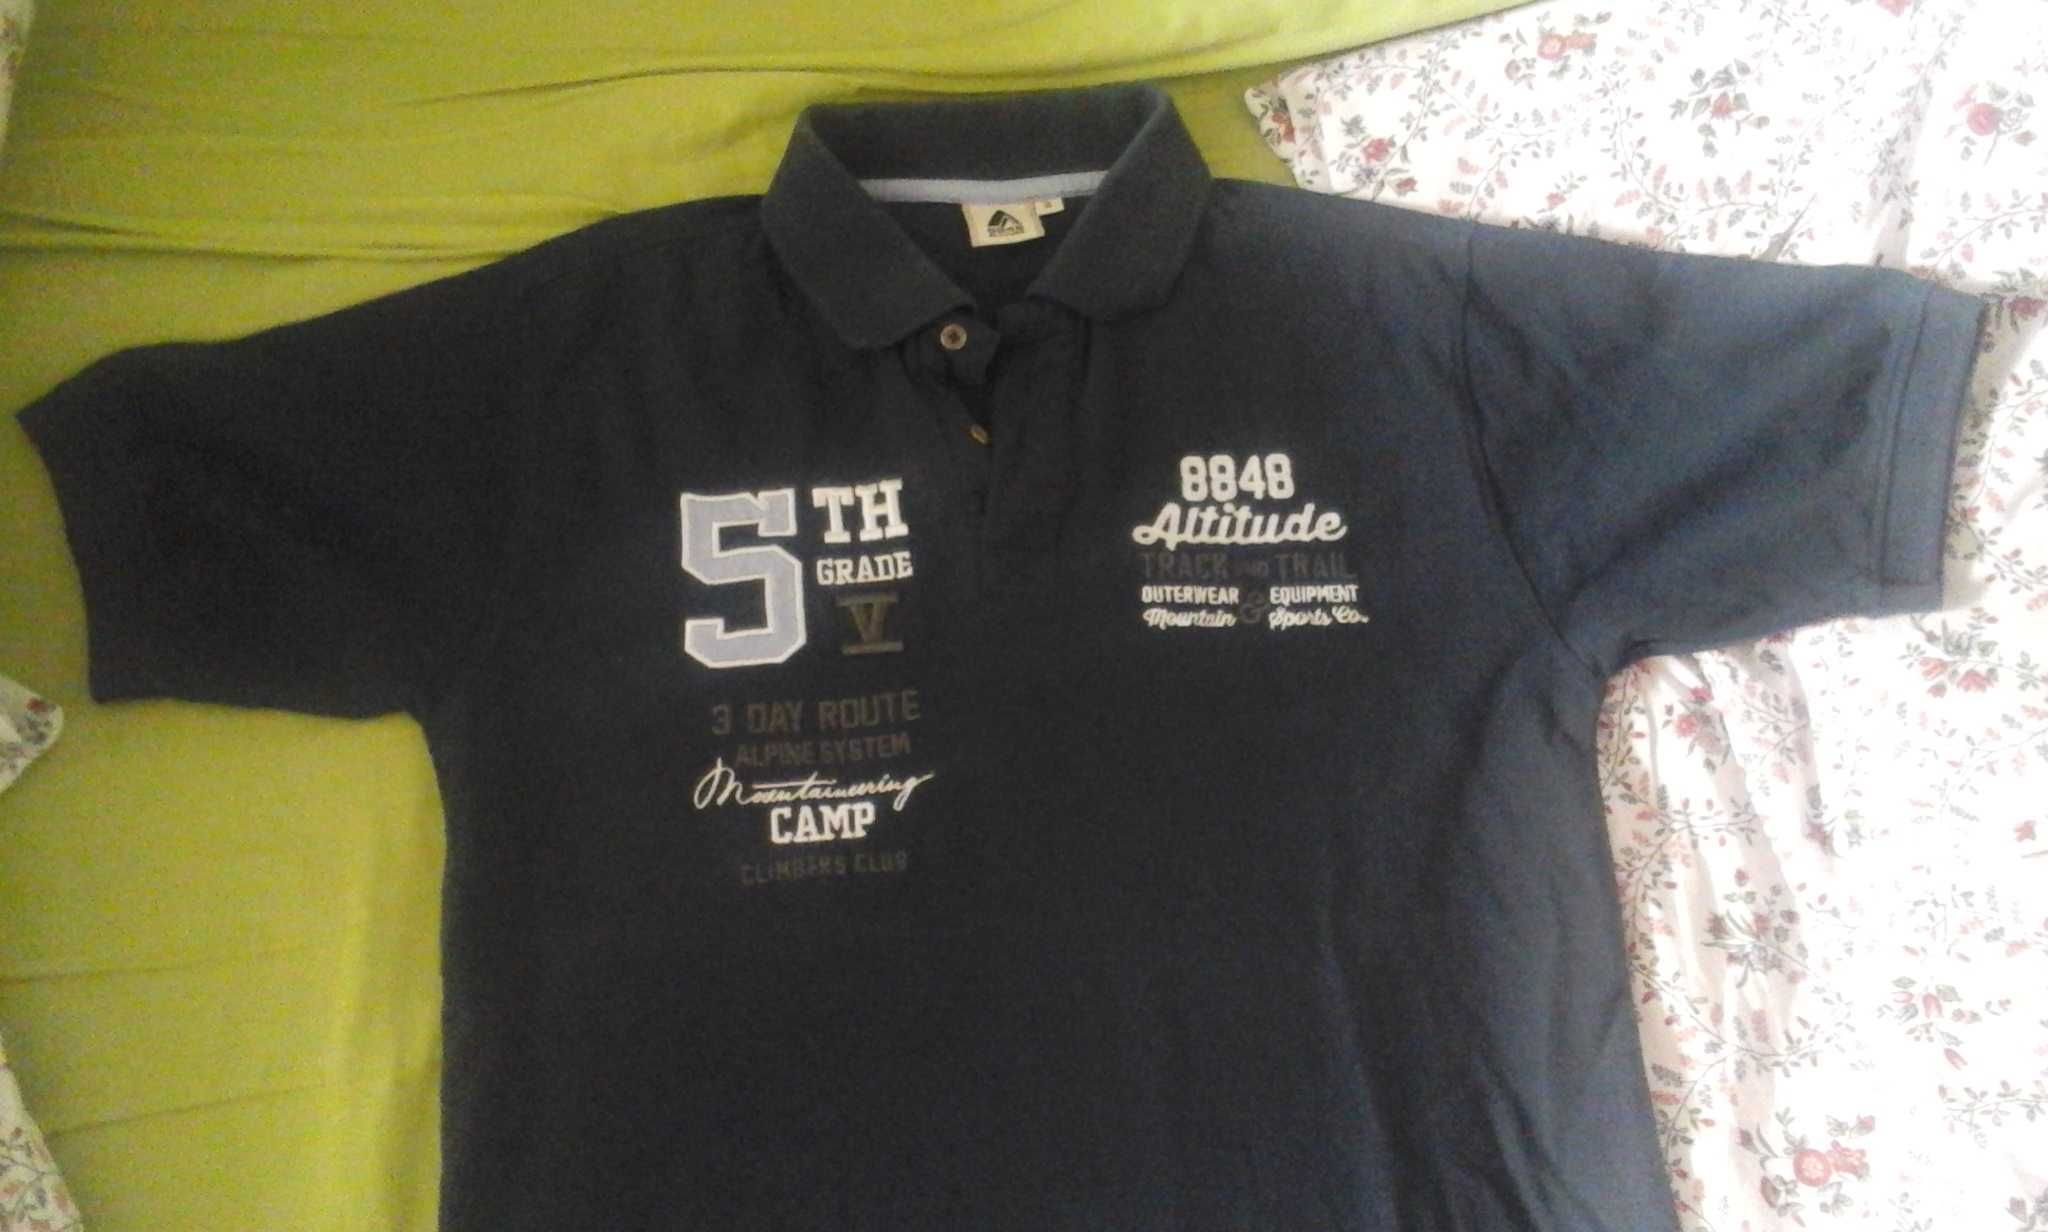 5TH
GRADE
V
3 DAY ROUTE
ALPINE SYSTEM
Mountaineering
CAMP
CLIMBERS CLUB
8848
Altitude
TRACK AND TRAIL
OUTERWEAR & EQUIPMENT
Mountain Sports Co.